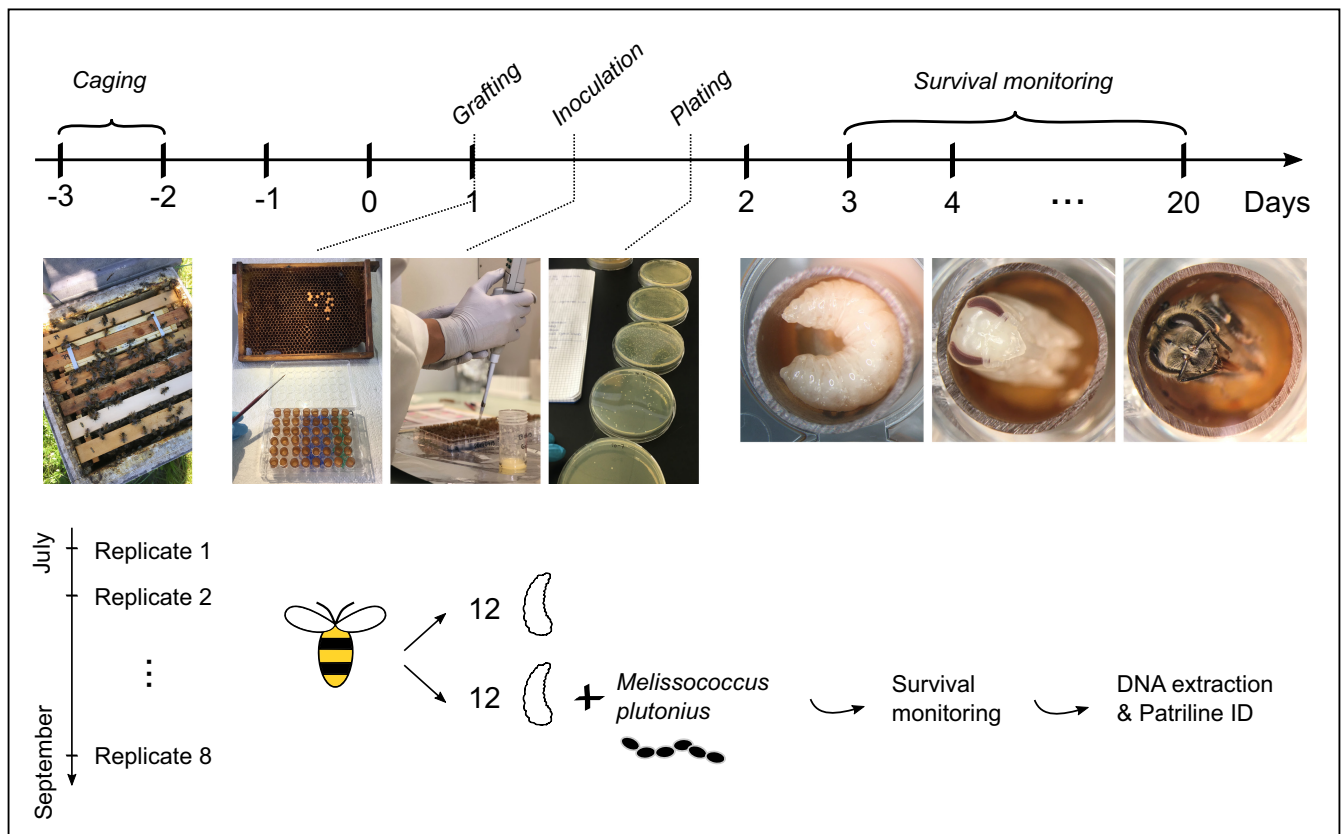 Caging
Grafting
Inoculation
Plating
Survival monitoring
-3 -2 -1 0 1 2 3 4 ... 20 Days
July
September
Replicate 1
Replicate 2
⋮
Replicate 8
12
12
+
Melissococcus
plutonius
Survival
monitoring
DNA extraction
& Patriline ID